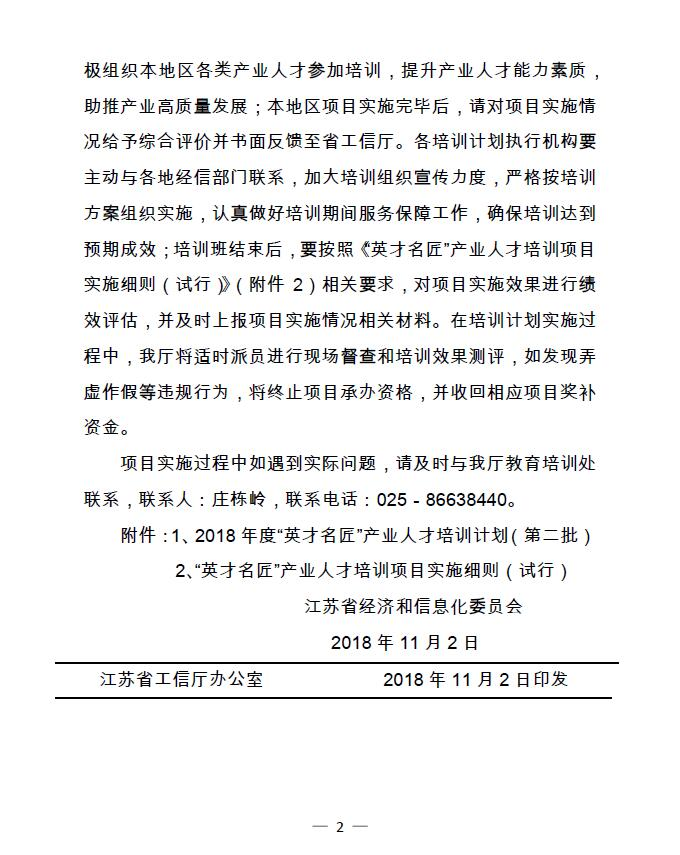 极组织本地区各类产业人才参加培训，提升产业人才能力素质，
助推产业高质量发展；本地区项目实施完毕后，请对项目实施情
况给予综合评价并书面反馈至省工信厅。各培训计划执行机构要
主动与各地经信部门联系，加大培训组织宣传力度，严格按培训
方案组织实施，认真做好培训期间服务保障工作，确保培训达到
预期成效；培训班结束后，要按照《“英才名匠”产业人才培训项目
实施细则（试行）》（附件 2）相关要求，对项目实施效果进行绩
效评估，并及时上报项目实施情况相关材料。在培训计划实施过
程中，我厅将适时派员进行现场督查和培训效果测评，如发现弄
虚作假等违规行为，将终止项目承办资格，并收回相应项目奖补
资金。
项目实施过程中如遇到实际问题，请及时与我厅教育培训处
联系，联系人：庄栋岭，联系电话：025－86638440。
附件：1、2018 年度“英才名匠”产业人才培训计划（第二批）
2、“英才名匠”产业人才培训项目实施细则（试行）
江苏省经济和信息化委员会
2018 年 11 月 2 日
江苏省工信厅办公室 2018 年 11 月 2 日印发
— 2 —